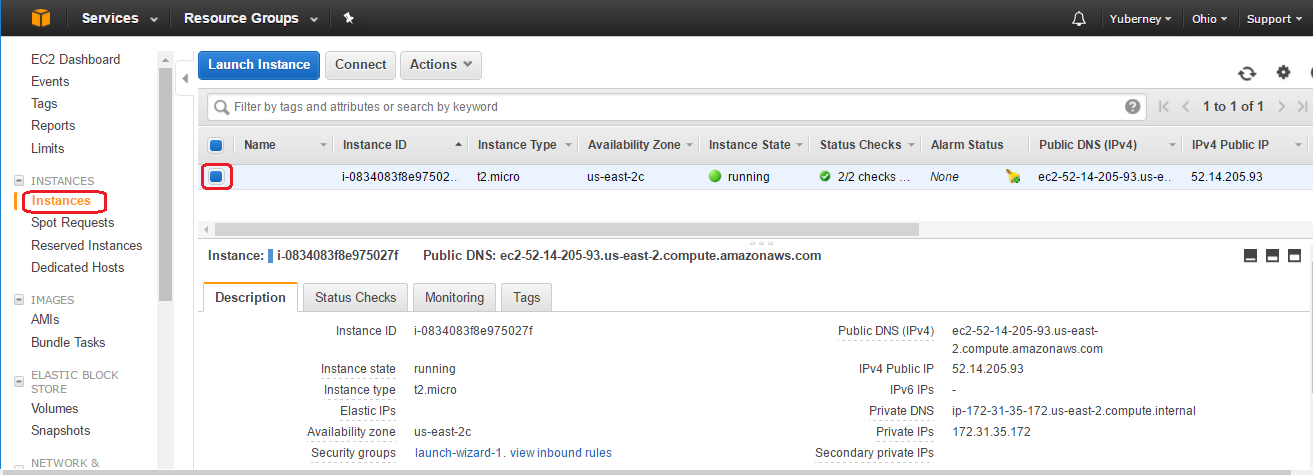 Services Resource Groups Yuberney Ohio Support
EC2 Dashboard
Events
Tags
Reports
Limits
INSTANCES
Instances
Spot Requests
Reserved Instances
Dedicated Hosts
IMAGES
AMIs
Bundle Tasks
ELASTIC BLOCK
STORE
Volumes
Snapshots
NETWORK &
Launch Instance Connect Actions
Filter by tags and attributes or search by keyword 1 to 1 of 1
Name Instance ID Instance Type Availability Zone Instance State Status Checks Alarm Status Public DNS (IPv4) IPv4 Public IP
i-0834083f8e97502... t2.micro us-east-2c running 2/2 checks ... None ec2-52-14-205-93.us-e... 52.14.205.93
Instance: i-0834083f8e975027f Public DNS: ec2-52-14-205-93.us-east-2.compute.amazonaws.com
Description Status Checks Monitoring Tags
Instance ID i-0834083f8e975027f Public DNS (IPv4) ec2-52-14-205-93.us-east-
2.compute.amazonaws.com
Instance state running IPv4 Public IP 52.14.205.93
Instance type t2.micro IPv6 IPs -
Elastic IPs Private DNS ip-172-31-35-172.us-east-2.compute.internal
Availability zone us-east-2c Private IPs 172.31.35.172
Security groups launch-wizard-1. view inbound rules Secondary private IPs